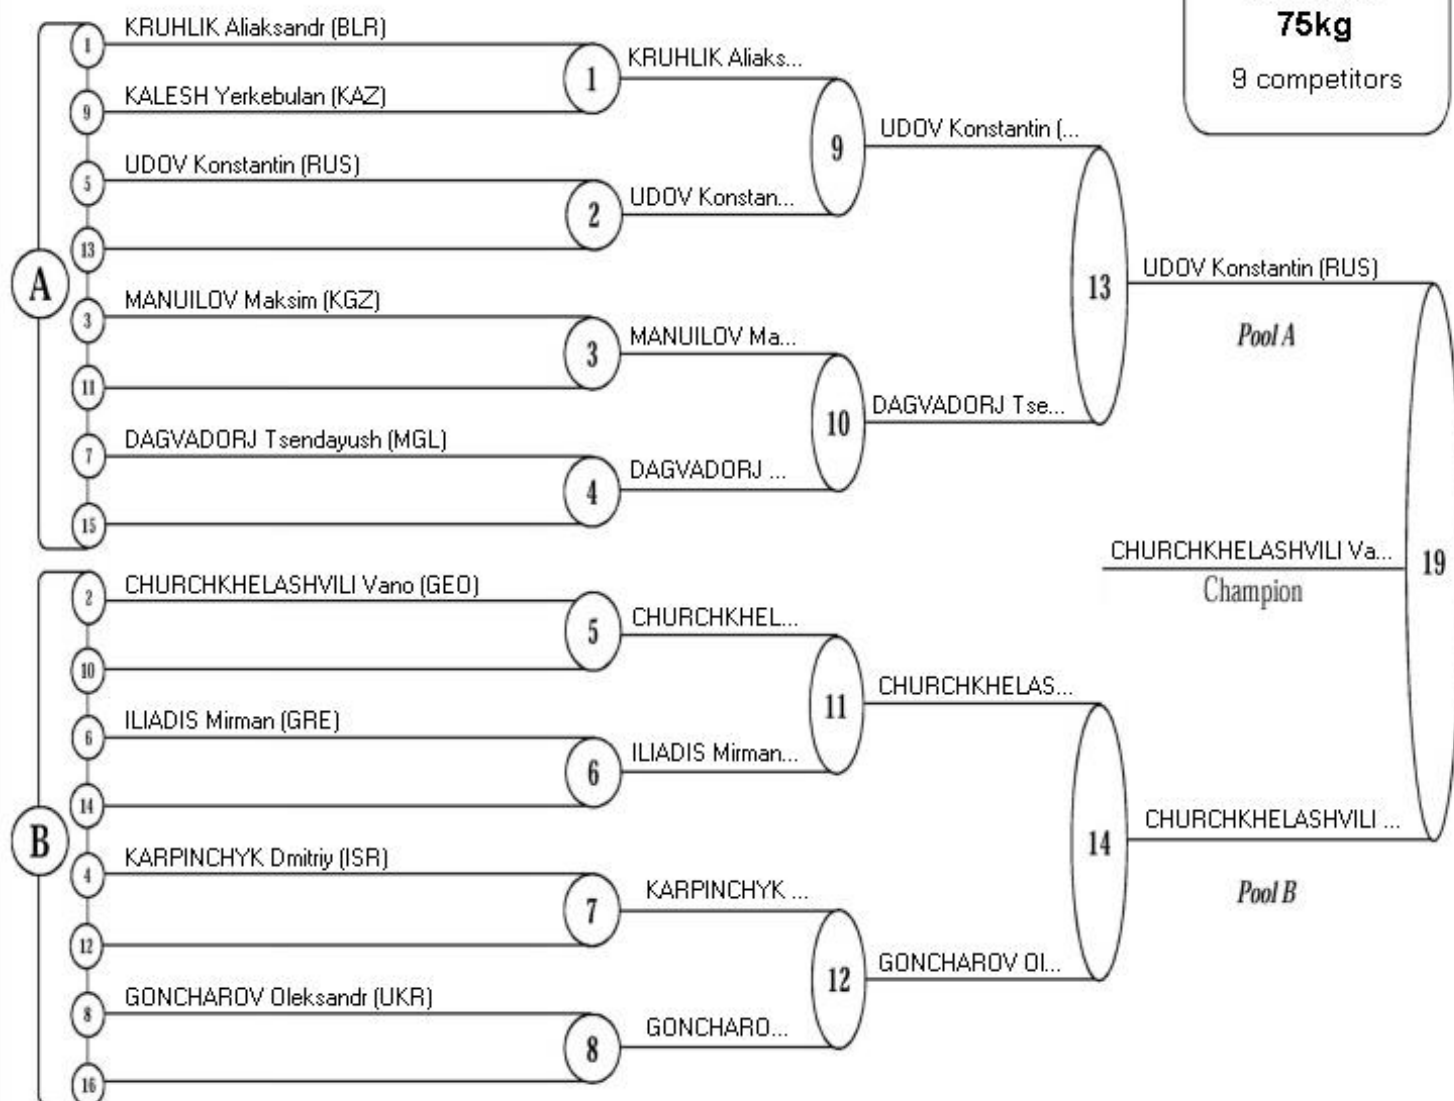 75kg
9 competitors
A
1
KRUHLIK Aliaksandr (BLR)
9
KALESH Yerkebulan (KAZ)
5
UDOV Konstantin (RUS)
13
3
MANUILOV Maksim (KGZ)
11
7
DAGVADORJ Tsendayush (MGL)
15
B
2
CHURCHKHELASHVILI Vano (GEO)
10
6
ILIADIS Mirman (GRE)
14
4
KARPINCHYK Dmitriy (ISR)
12
8
GONCHAROV Oleksandr (UKR)
16
1
KRUHLIK Aliaks...
2
UDOV Konstan...
3
MANUILOV Ma...
4
DAGVADORJ ...
5
CHURCHKHEL...
6
ILIADIS Mirman...
7
KARPINCHYK ...
8
GONCHARO...
9
UDOV Konstantin (...
10
DAGVADORJ Tse...
11
CHURCHKHELAS...
12
GONCHAROV Ol...
13
UDOV Konstantin (RUS)
Pool A
14
CHURCHKHELASHVILI ...
Pool B
CHURCHKHELASHVILI Va...
Champion
19